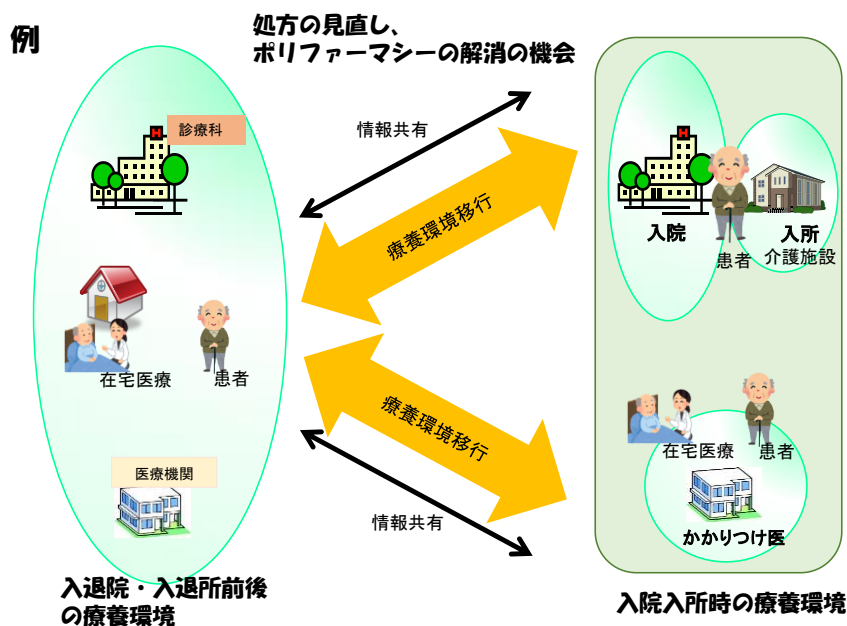 例
処方の見直し、
ポリファーマシーの解消の機会
H
診療科
情報共有
療養環境移行
H
入院
患者
入所
介護施設
在宅医療
患者
療養環境移行
在宅医療
患者
医療機関
情報共有
かかりつけ医
入退院・入退所前後
の療養環境
入院入所時の療養環境